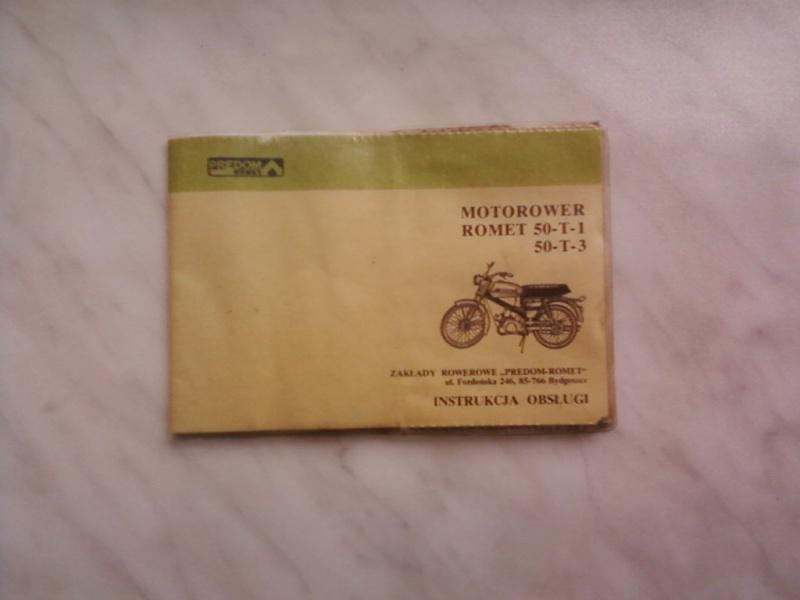 PREDOM
ROMET
MOTOROWER
ROMET 50-T-1
50-T-3
ZAKŁADY ROWEROWE „PREDOM-ROMET"
ul. Fordońska 246, 85-766 Bydgoszcz
INSTRUKCJA OBSŁUGI